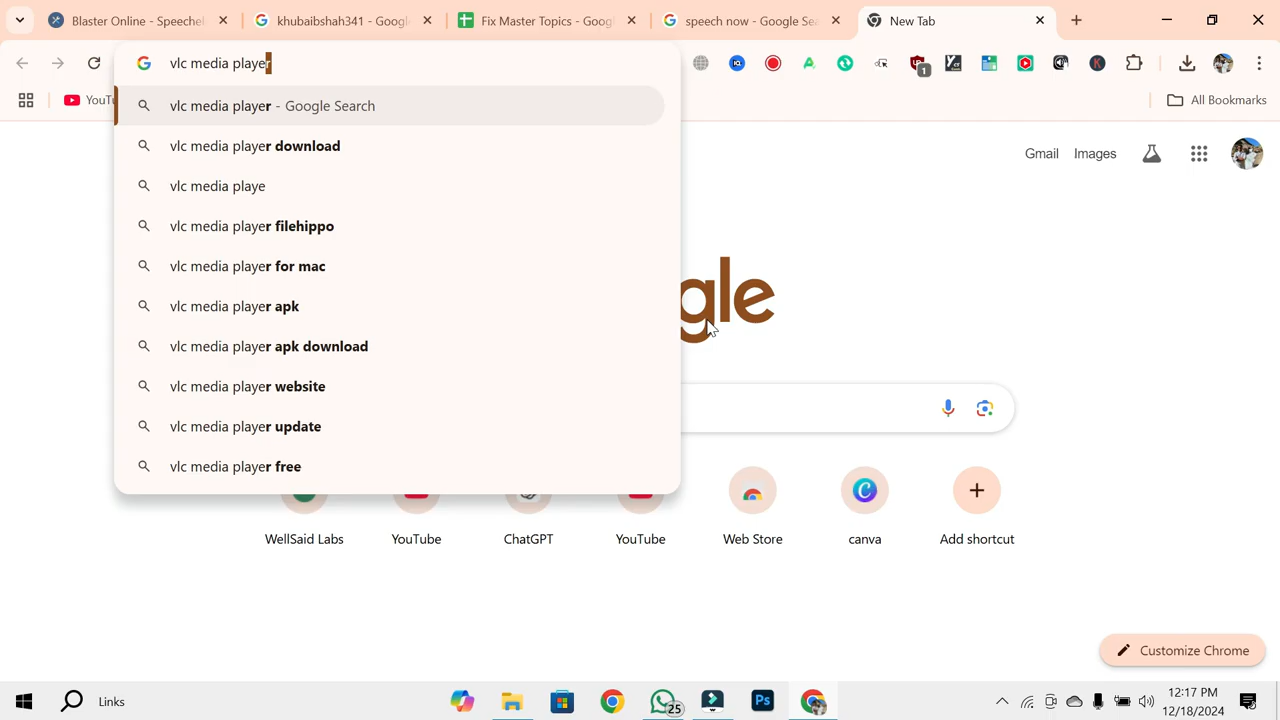 Blaster Online - Speechel
khubaibshah341 - Google
Fix Master Topics - Goog
speech now - Google Sea
New Tab
vlc media player
1
YouTu
All Bookmarks
vlc media player - Google Search
vlc media player download
Gmail
Images
vlc media playe
vlc media player filehippo
vlc media player for mac
vlc media player apk
gle
vlc media player apk download
vlc media player website
vlc media player update
vlc media player free
WellSaid Labs
YouTube
ChatGPT
YouTube
Web Store
canva
Add shortcut
Customize Chrome
Links
25
Ps
12:17 PM
12/18/2024